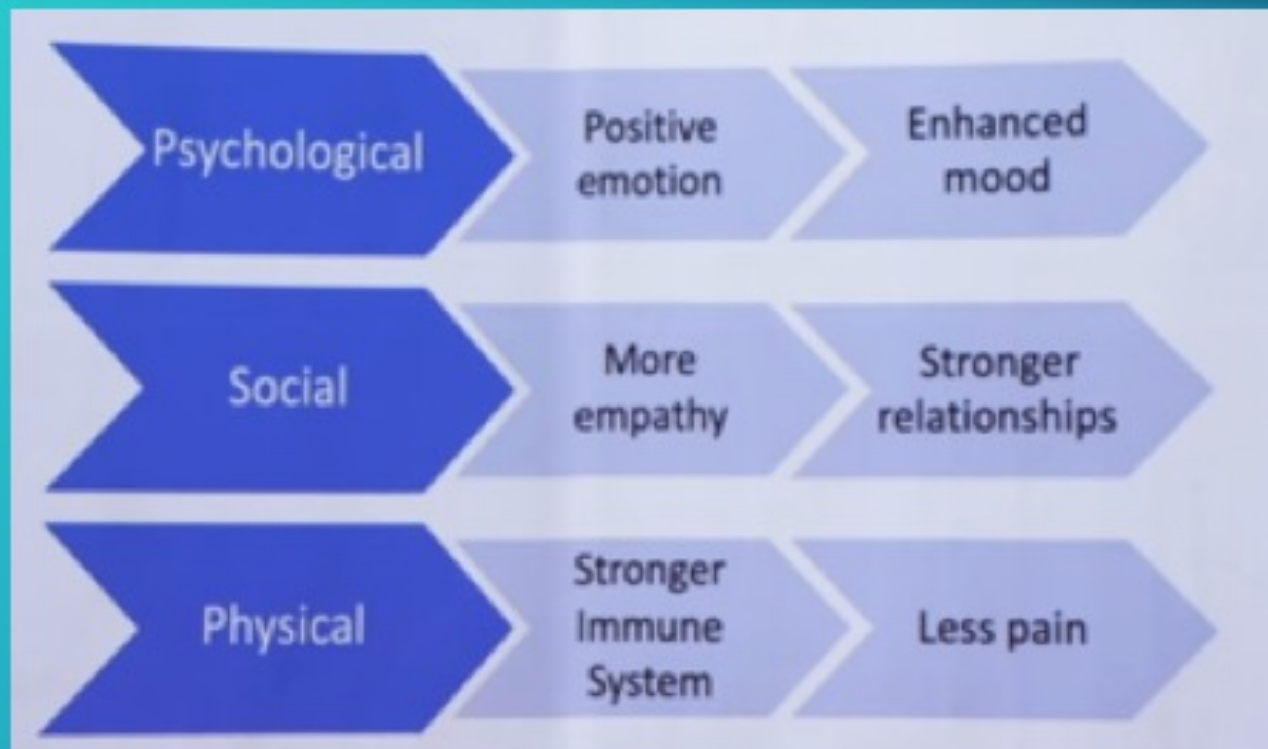 Psychological
Positive
emotion
Enhanced
mood
Social
More
empathy
Stronger
relationships
Physical
Stronger
Immune
System
Less pain